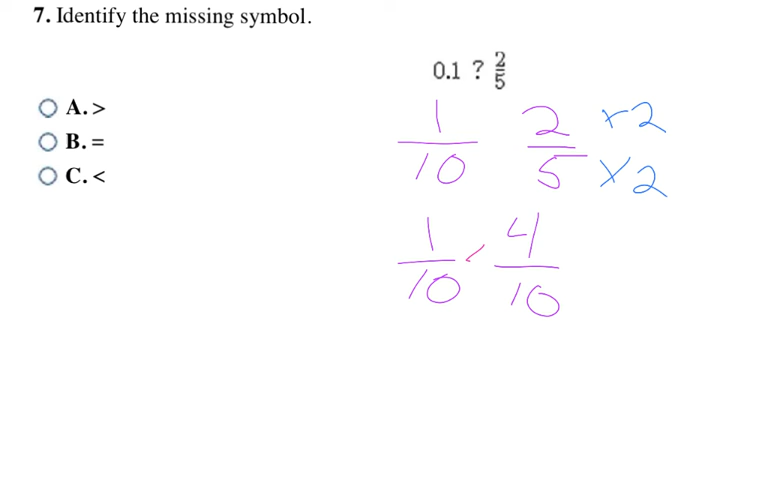 7. Identify the missing symbol.
0.1 ? 2/5
A. >
B. =
C. <
1/10 2/5 ×2 ×2
1/10 < 4/10